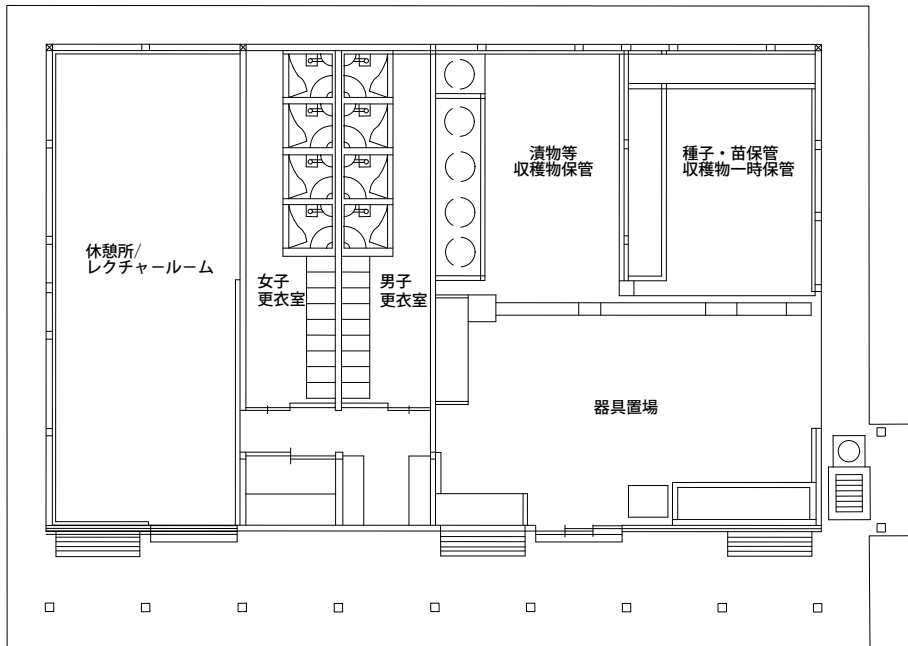 漬物等
収穫物保管
種子・苗保管
収穫物一時保管
休憩所/
レクチャールーム
女子
更衣室
男子
更衣室
器具置場